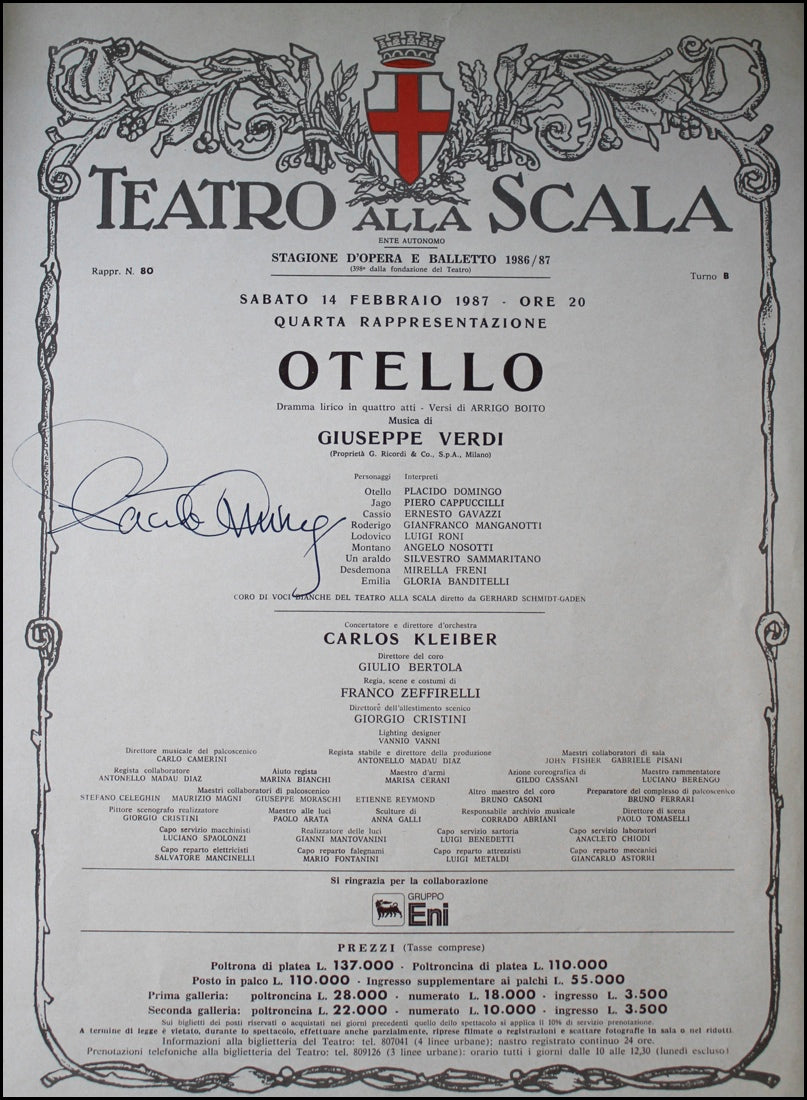 TEATRO ALLA SCALA
ENTE AUTONOMO
STAGIONE D'OPERA E BALLETTO 1986/87
(398ª dalla fondazione del Teatro)
Rappr. N. 80
Turno B
SABATO 14 FEBBRAIO 1987 - ORE 20
QUARTA RAPPRESENTAZIONE
OTELLO
Dramma lirico in quattro atti - Versi di ARRIGO BOITO
Musica di
GIUSEPPE VERDI
(Proprietà G. Ricordi & Co., S.p.A., Milano)
Personaggi Interpreti
Otello PLACIDO DOMINGO
Jago PIERO CAPPUCCILLI
Cassio ERNESTO GAVAZZI
Roderigo GIANFRANCO MANGANOTTI
Lodovico LUIGI RONI
Montano ANGELO NOSOTTI
Un araldo SILVESTRO SAMMARITANO
Desdemona MIRELLA FRENI
Emilia GLORIA BANDITELLI
CORO DI VOCI BIANCHE DEL TEATRO ALLA SCALA diretto da GERHARD SCHMIDT-GADEN
Concertatore e direttore d'orchestra
CARLOS KLEIBER
Direttore del coro
GIULIO BERTOLA
Regia, scene e costumi di
FRANCO ZEFFIRELLI
Direttore dell'allestimento scenico
GIORGIO CRISTINI
Lighting designer
VANNIO VANNI
Direttore musicale del palcoscenico Regista stabile e direttore della produzione Maestri collaboratori di sala
CARLO CAMERINI ANTONELLO MADAU DIAZ JOHN FISHER GABRIELE PISANI
Regista collaboratore Aiuto regista Maestro d'armi Azione coreografica di Maestro rammentatore
ANTONELLO MADAU DIAZ MARINA BIANCHI MARISA CERANI GILDO CASSANI LUCIANO BERENGO
Maestri collaboratori di palcoscenico Altro maestro del coro Preparatore del complesso di palcoscenico
STEFANO CELEGHIN MAURIZIO MAGNI GIUSEPPE MORASCHI ETIENNE REYMOND BRUNO CASONI BRUNO FERRARI
Pittore scenografo realizzatore Maestro alle luci Sculture di Responsabile archivio musicale Direttore di scena
GIORGIO CRISTINI PAOLO ARATA ANNA GALLI CORRADO ABRIANI PAOLO TOMASELLI
Capo servizio macchinisti Realizzatore delle luci Capo servizio sartoria Capo servizio laboratori
LUCIANO SPAOLONZI GIANNI MANTOVANINI LUIGI BENEDETTI ANACLETO CHIODI
Capo reparto elettricisti Capo reparto falegnami Capo reparto attrezzisti Capo reparto meccanici
SALVATORE MANCINELLI MARIO FONTANINI LUIGI METALDI GIANCARLO ASTORRI
Si ringrazia per la collaborazione
GRUPPO
Eni
PREZZI (Tasse comprese)
Poltrona di platea L. 137.000 · Poltroncina di platea L. 110.000
Posto in palco L. 110.000 · Ingresso supplementare ai palchi L. 55.000
Prima galleria: poltroncina L. 28.000 · numerato L. 18.000 · ingresso L. 3.500
Seconda galleria: poltroncina L. 22.000 · numerato L. 10.000 · ingresso L. 3.500
Sui biglietti dei posti riservati o acquistati nei giorni precedenti quello dello spettacolo si applica il 10% di servizio prenotazione.
A termine di legge è vietato, durante lo spettacolo, effettuare anche parzialmente, riprese filmate o registrazioni e scattare fotografie in sala o nei ridotti.
Informazioni alla biglietteria del Teatro: tel. 807041 (4 linee urbane); nastro registrato continuo 24 ore.
Prenotazioni telefoniche alla biglietteria del Teatro: tel. 809126 (3 linee urbane): orario tutti i giorni dalle 10 alle 12,30 (lunedì escluso)